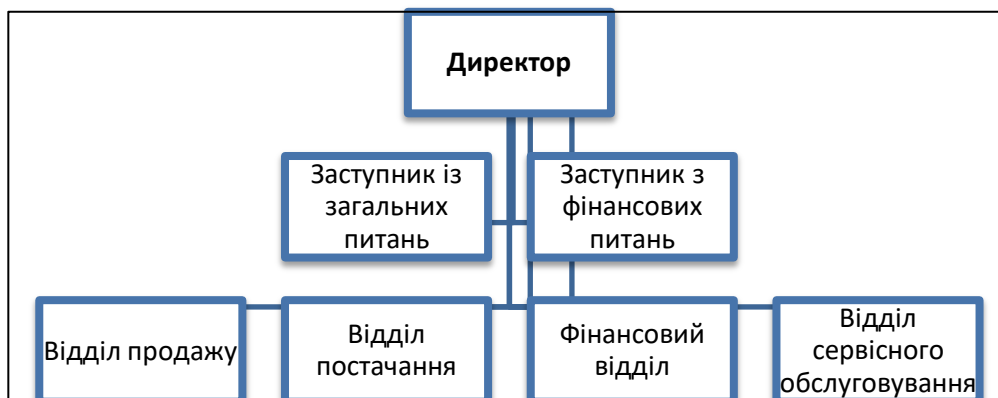 Директор
Заступник із
загальних
питань
Заступник з
фінансових
питань
Відділ продажу
Відділ
постачання
Фінансовий
відділ
Відділ
сервісного
обслуговування